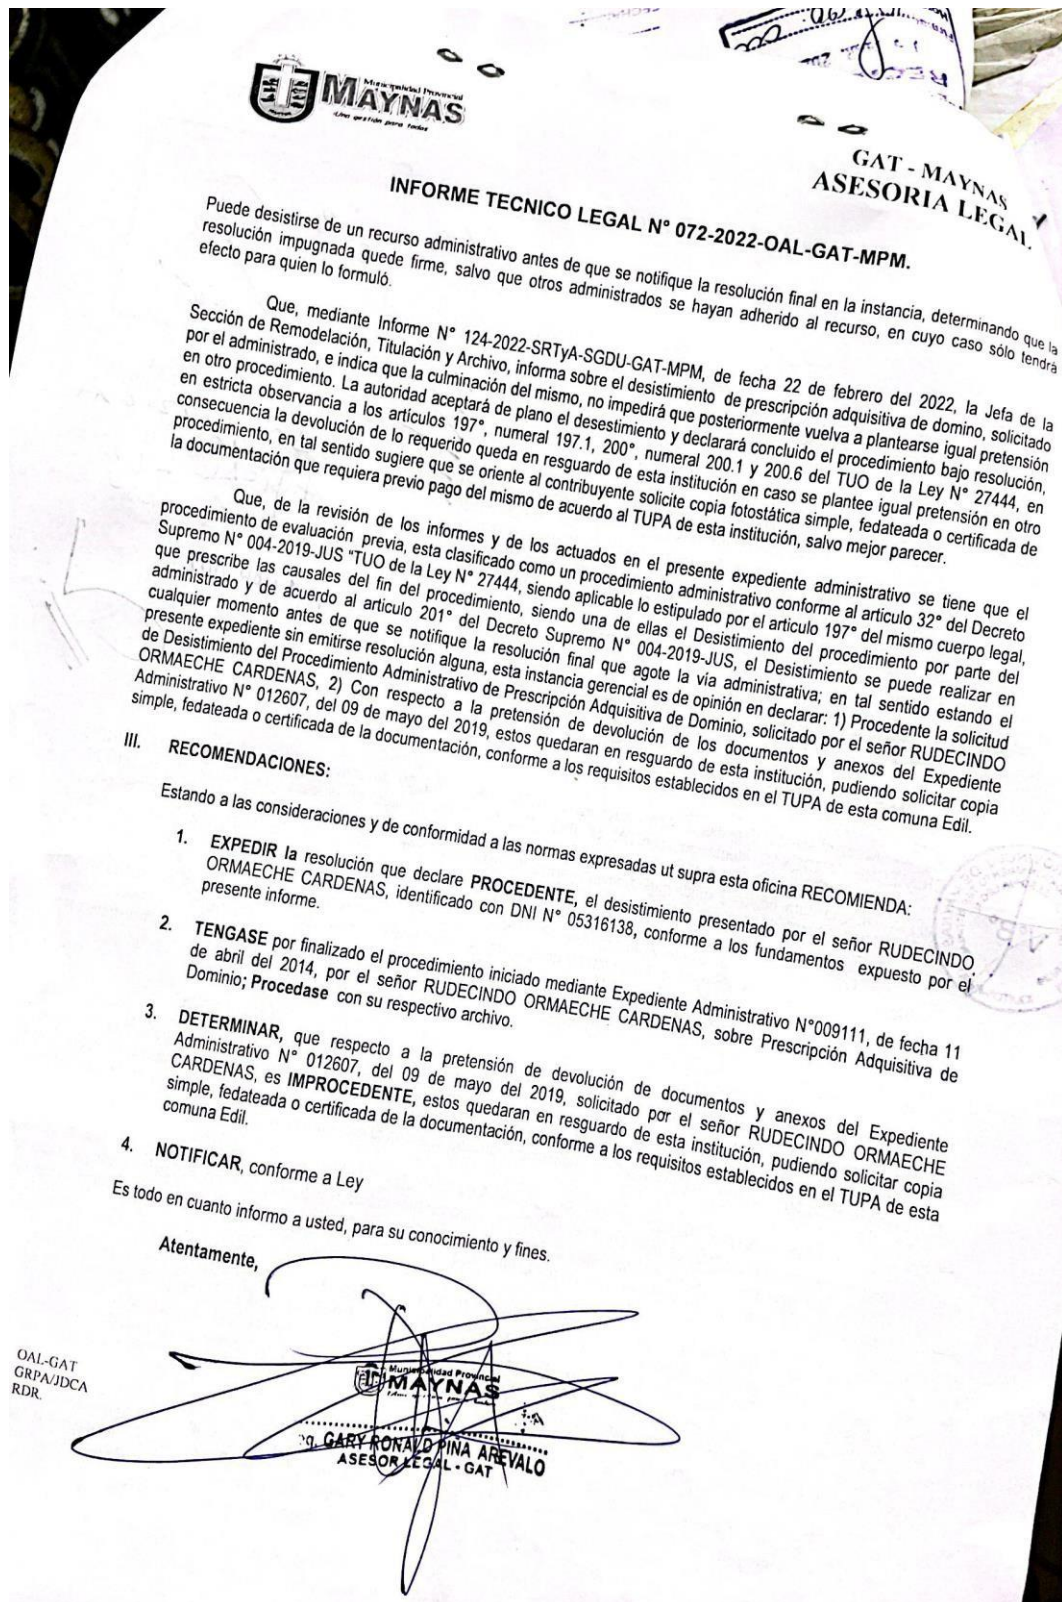 Municipalidad Provincial
MAYNAS
Una gestión para todos
GAT - MAYNAS
ASESORIA LEGAL
INFORME TECNICO LEGAL N° 072-2022-OAL-GAT-MPM.
Puede desistirse de un recurso administrativo antes de que se notifique la resolución final en la instancia, determinando que la
resolución impugnada quede firme, salvo que otros administrados se hayan adherido al recurso, en cuyo caso sólo tendrá
efecto para quien lo formuló.
Que, mediante Informe N° 124-2022-SRTyA-SGDU-GAT-MPM, de fecha 22 de febrero del 2022, la Jefa de la
Sección de Remodelación, Titulación y Archivo, informa sobre el desistimiento de prescripción adquisitiva de domino, solicitado
por el administrado, e indica que la culminación del mismo, no impedirá que posteriormente vuelva a plantearse igual pretensión
en otro procedimiento. La autoridad aceptará de plano el desestimiento y declarará concluido el procedimiento bajo resolución,
en estricta observancia a los artículos 197°, numeral 197.1, 200°, numeral 200.1 y 200.6 del TUO de la Ley N° 27444, en
consecuencia la devolución de lo requerido queda en resguardo de esta institución en caso se plantee igual pretensión en otro
procedimiento, en tal sentido sugiere que se oriente al contribuyente solicite copia fotostática simple, fedateada o certificada de
la documentación que requiera previo pago del mismo de acuerdo al TUPA de esta institución, salvo mejor parecer.
Que, de la revisión de los informes y de los actuados en el presente expediente administrativo se tiene que el
procedimiento de evaluación previa, esta clasificado como un procedimiento administrativo conforme al articulo 32° del Decreto
Supremo N° 004-2019-JUS "TUO de la Ley N° 27444, siendo aplicable lo estipulado por el articulo 197° del mismo cuerpo legal,
que prescribe las causales del fin del procedimiento, siendo una de ellas el Desistimiento del procedimiento por parte del
administrado y de acuerdo al articulo 201° del Decreto Supremo N° 004-2019-JUS, el Desistimiento se puede realizar en
cualquier momento antes de que se notifique la resolución final que agote la via administrativa; en tal sentido estando el
presente expediente sin emitirse resolución alguna, esta instancia gerencial es de opinión en declarar: 1) Procedente la solicitud
de Desistimiento del Procedimiento Administrativo de Prescripción Adquisitiva de Dominio, solicitado por el señor RUDECINDO
ORMAECHE CARDENAS, 2) Con respecto a la pretensión de devolución de los documentos y anexos del Expediente
Administrativo N° 012607, del 09 de mayo del 2019, estos quedaran en resguardo de esta institución, pudiendo solicitar copia
simple, fedateada o certificada de la documentación, conforme a los requisitos establecidos en el TUPA de esta comuna Edil.
III. RECOMENDACIONES:
Estando a las consideraciones y de conformidad a las normas expresadas ut supra esta oficina RECOMIENDA:
1. EXPEDIR la resolución que declare PROCEDENTE, el desistimiento presentado por el señor RUDECINDO
ORMAECHE CARDENAS, identificado con DNI N° 05316138, conforme a los fundamentos expuesto por el
presente informe.
2. TENGASE por finalizado el procedimiento iniciado mediante Expediente Administrativo N°009111, de fecha 11
de abril del 2014, por el señor RUDECINDO ORMAECHE CARDENAS, sobre Prescripción Adquisitiva de
Dominio; Procedase con su respectivo archivo.
3. DETERMINAR, que respecto a la pretensión de devolución de documentos y anexos del Expediente
Administrativo N° 012607, del 09 de mayo del 2019, solicitado por el señor RUDECINDO ORMAECHE
CARDENAS, es IMPROCEDENTE, estos quedaran en resguardo de esta institución, pudiendo solicitar copia
simple, fedateada o certificada de la documentación, conforme a los requisitos establecidos en el TUPA de esta
comuna Edil.
4. NOTIFICAR, conforme a Ley
Es todo en cuanto informo a usted, para su conocimiento y fines.
Atentamente,
OAL-GAT
GRPA/JDCA
RDR.
Municipalidad Provincial
MAYNAS
GARY RONALD PIÑA AREVALO
ASESOR LEGAL - GAT